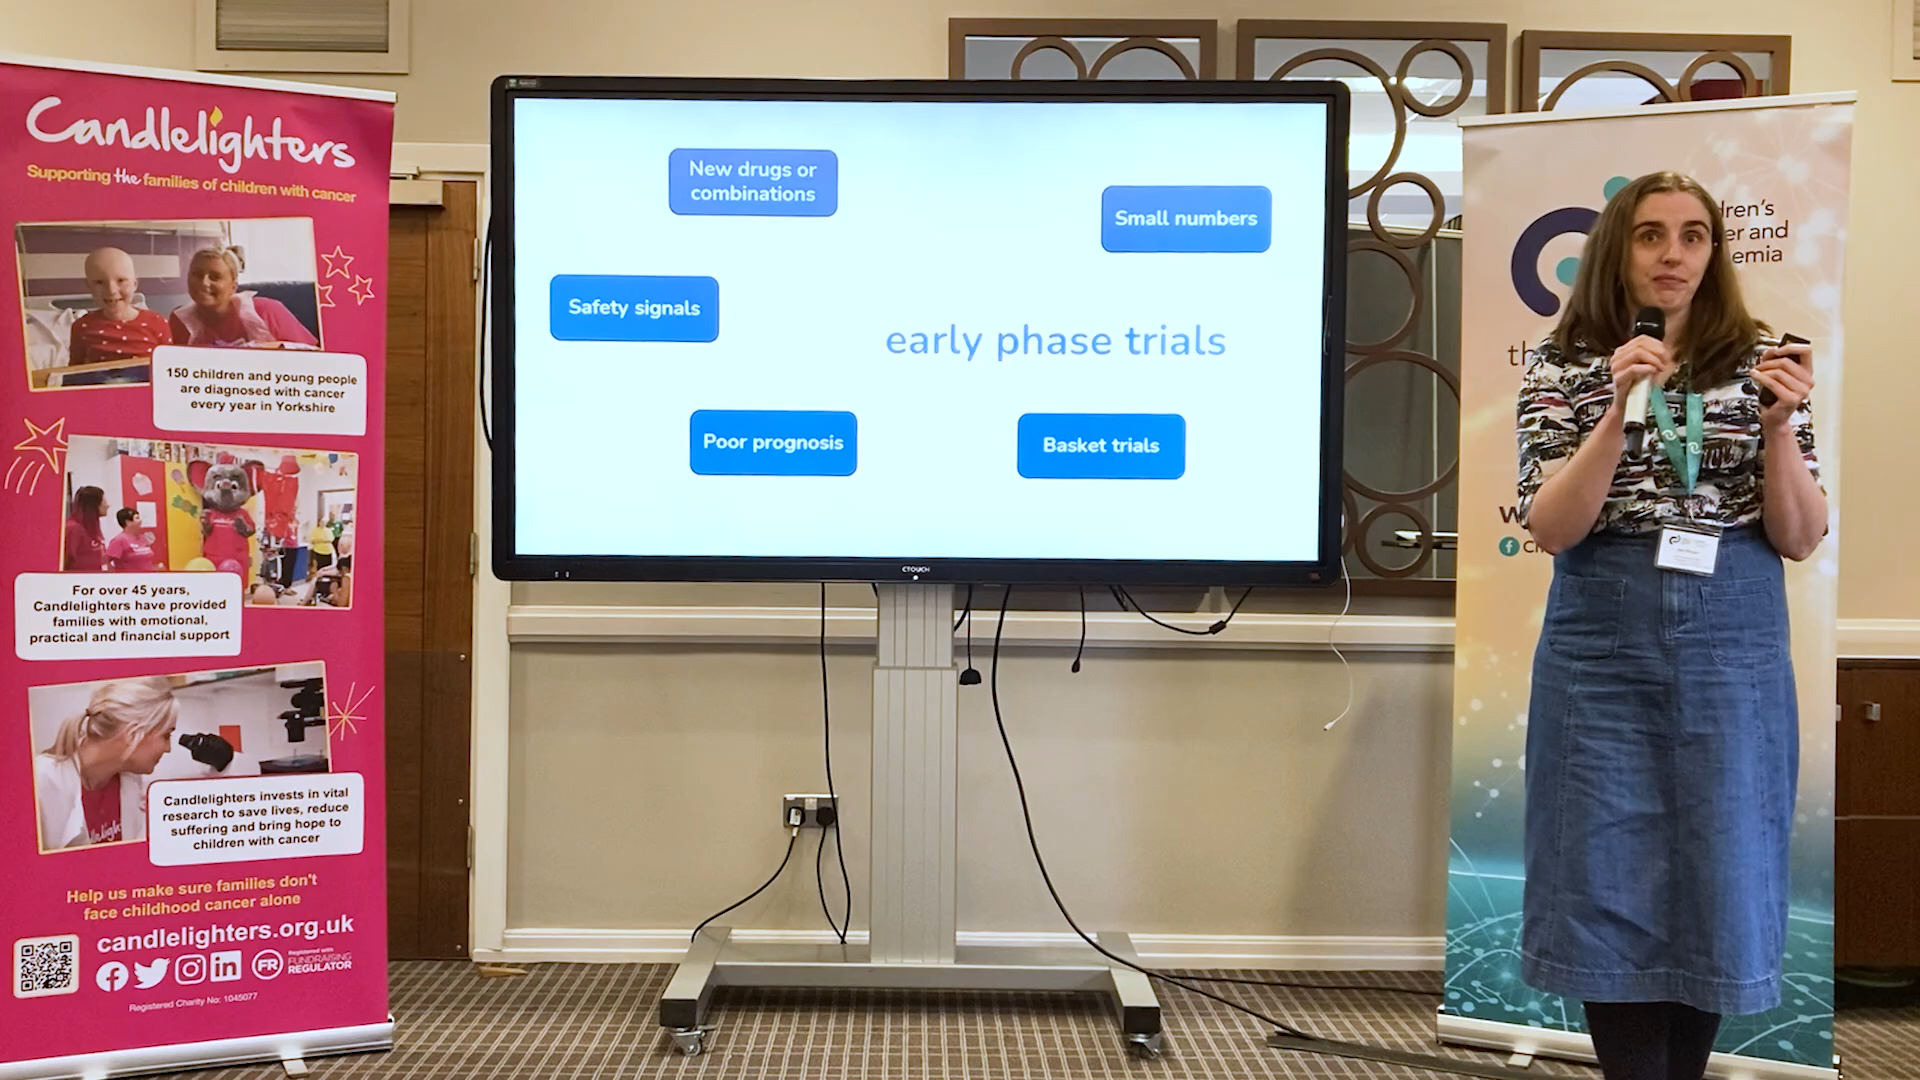 Candlelighters
Supporting the families of children with cancer
150 children and young people
are diagnosed with cancer
every year in Yorkshire
For over 45 years,
Candlelighters have provided
families with emotional,
practical and financial support
Candlelighters invests in vital
research to save lives, reduce
suffering and bring hope to
children with cancer
Help us make sure families don't
face childhood cancer alone
candlelighters.org.uk
FR
Registered with
FUNDRAISING
REGULATOR
Registered Charity No: 1045077
New drugs or
combinations
Small numbers
Safety signals
early phase trials
Poor prognosis
Basket trials
CTOUCH
dren's
er and
emia